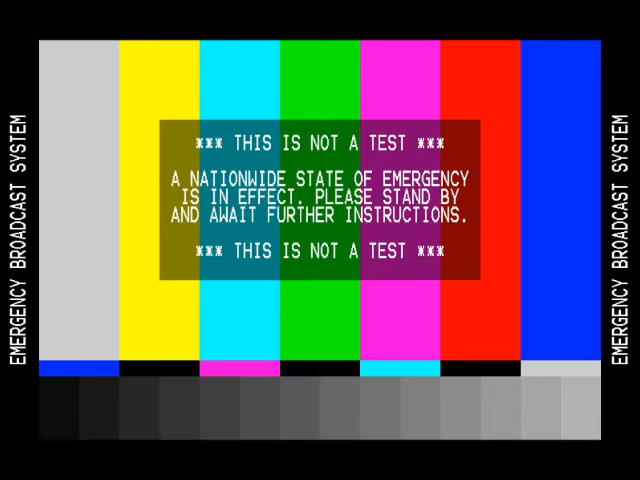 EMERGENCY BROADCAST SYSTEM
*** THIS IS NOT A TEST ***
A NATIONWIDE STATE OF EMERGENCY
IS IN EFFECT. PLEASE STAND BY
AND AWAIT FURTHER INSTRUCTIONS.
*** THIS IS NOT A TEST ***
EMERGENCY BROADCAST SYSTEM